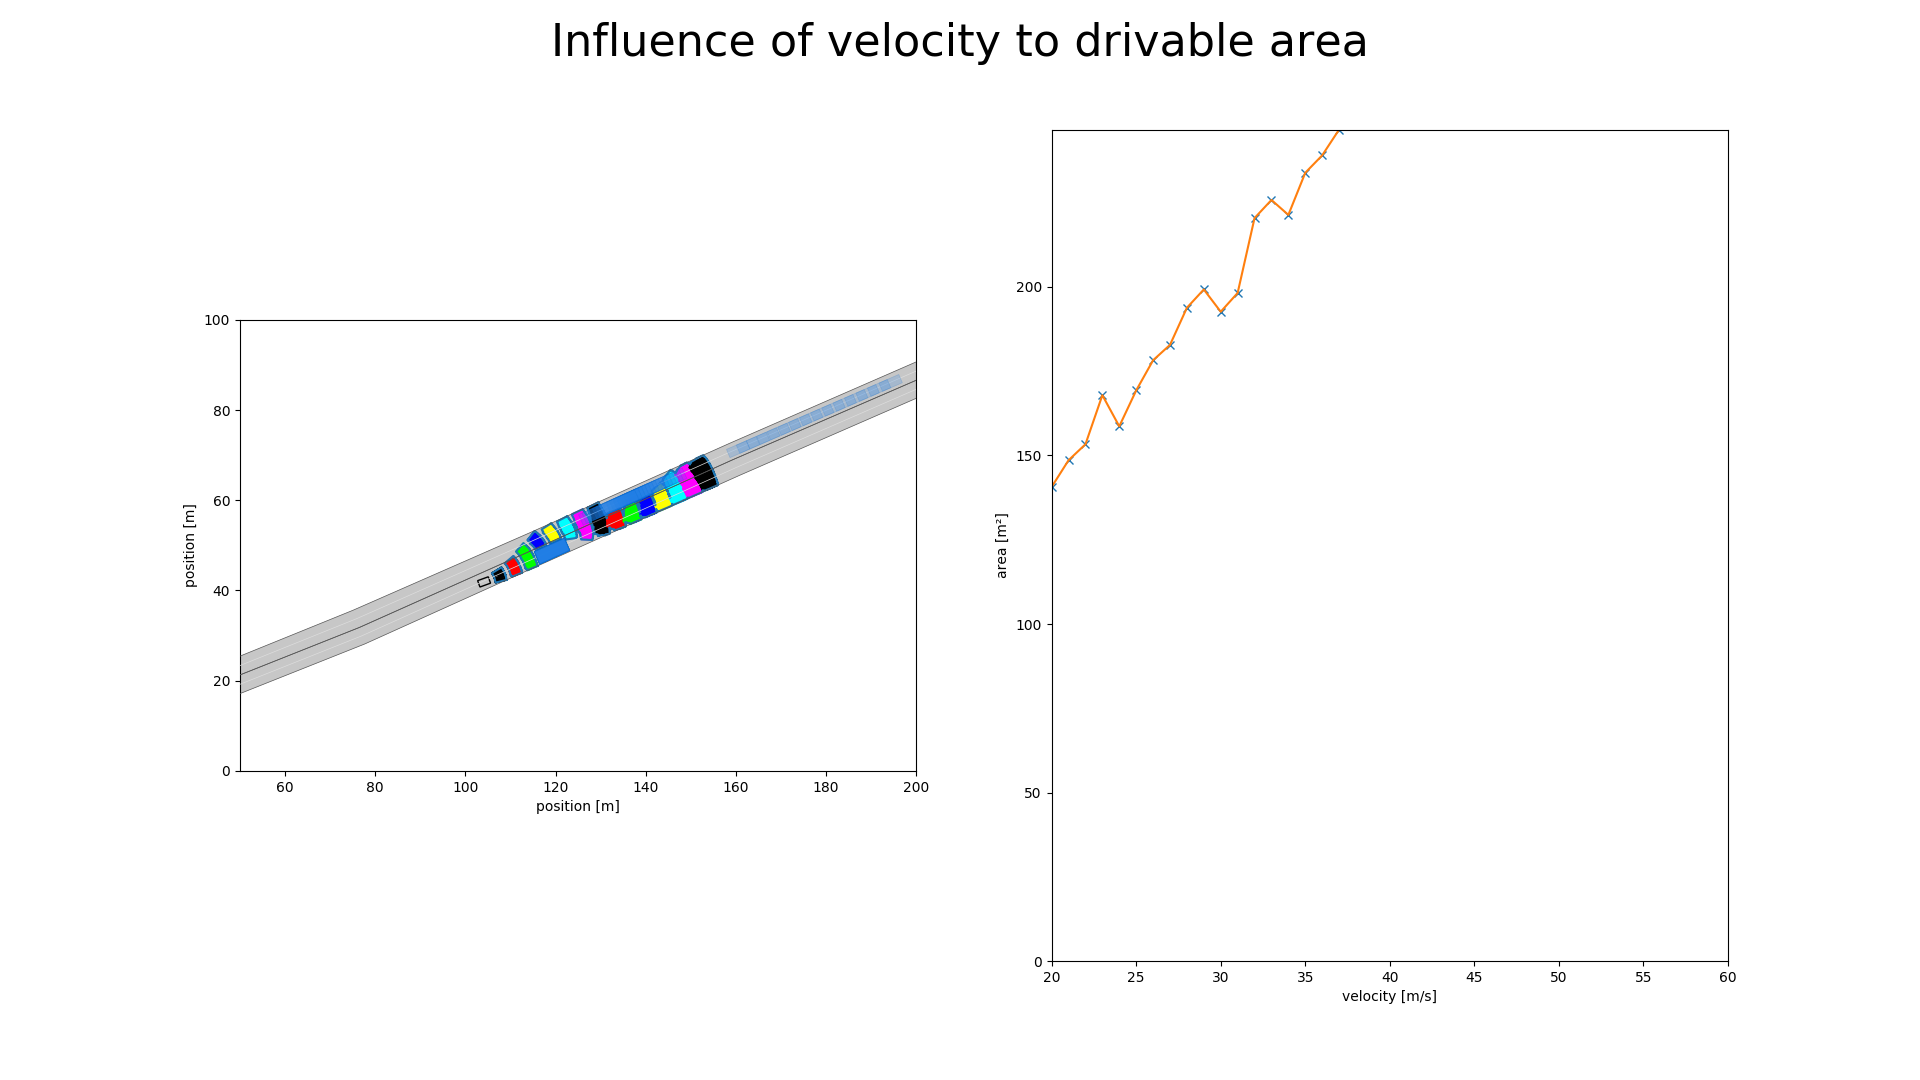 Influence of velocity to drivable area
100
80
60
40
20
0
position [m]
60 80 100 120 140 160 180 200
position [m]
200
150
100
50
0
area [m²]
20 25 30 35 40 45 50 55 60
velocity [m/s]